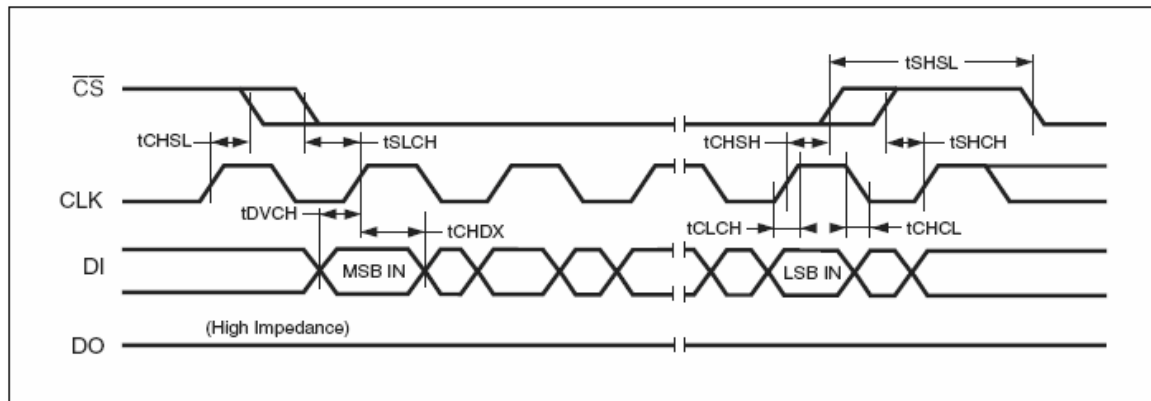 tSHSL
CS
tCHSL
tSLCH
tCHSH
tSHCH
CLK
tDVCH
tCHDX
tCLCH
tCHCL
DI
MSB IN
LSB IN
(High Impedance)
DO